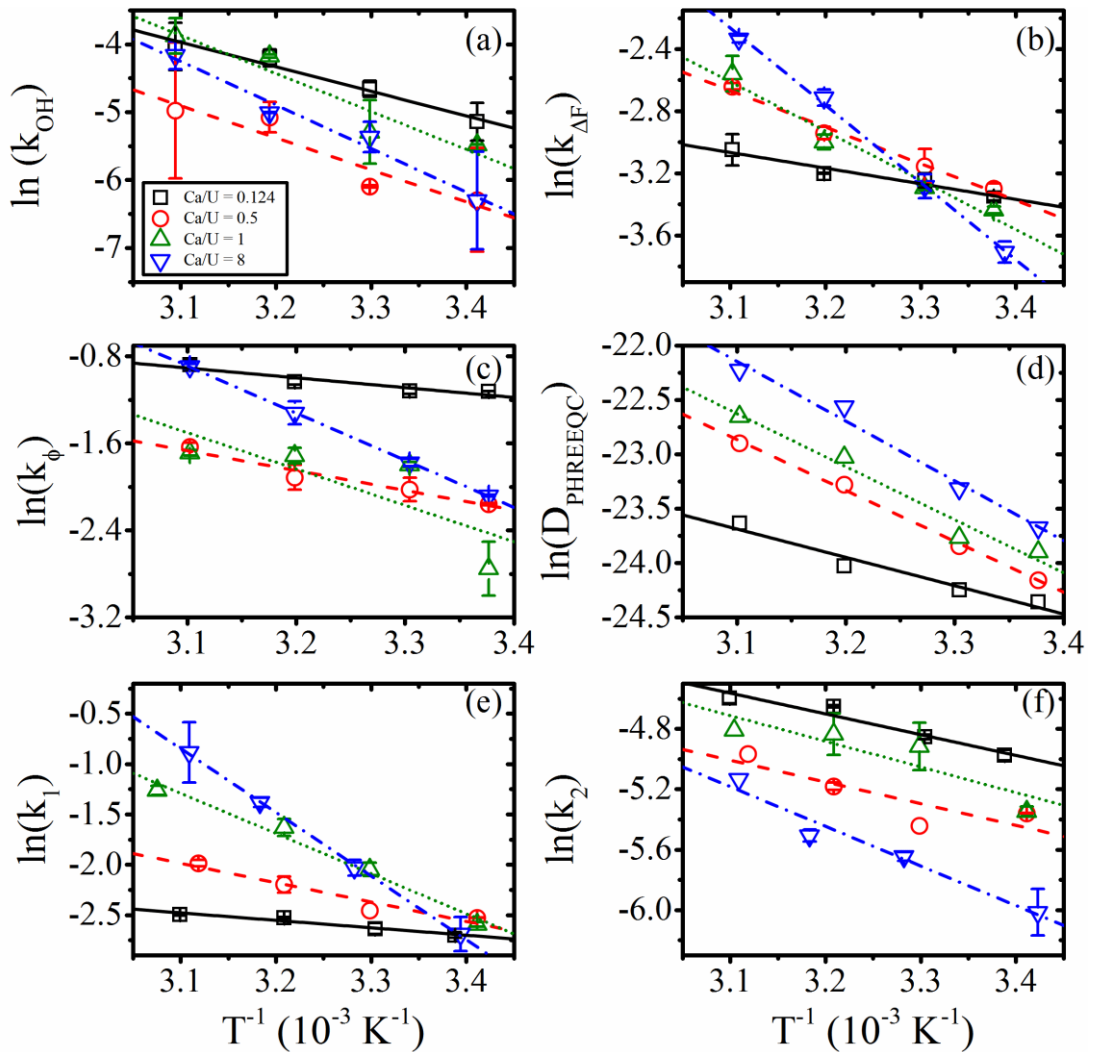 (a)
ln (k_OH)
-4
-5
-6
-7
Ca/U = 0.124
Ca/U = 0.5
Ca/U = 1
Ca/U = 8
3.1 3.2 3.3 3.4
(b)
ln(k_ΔF)
-2.4
-2.8
-3.2
-3.6
3.1 3.2 3.3 3.4
(c)
ln(k_ϕ)
-0.8
-1.6
-2.4
-3.2
3.1 3.2 3.3 3.4
(d)
ln(D_PHREEQC)
-22.0
-22.5
-23.0
-23.5
-24.0
-24.5
3.1 3.2 3.3 3.4
(e)
ln(k_1)
-0.5
-1.0
-1.5
-2.0
-2.5
3.1 3.2 3.3 3.4
T^-1 (10^-3 K^-1)
(f)
ln(k_2)
-4.8
-5.2
-5.6
-6.0
3.1 3.2 3.3 3.4
T^-1 (10^-3 K^-1)